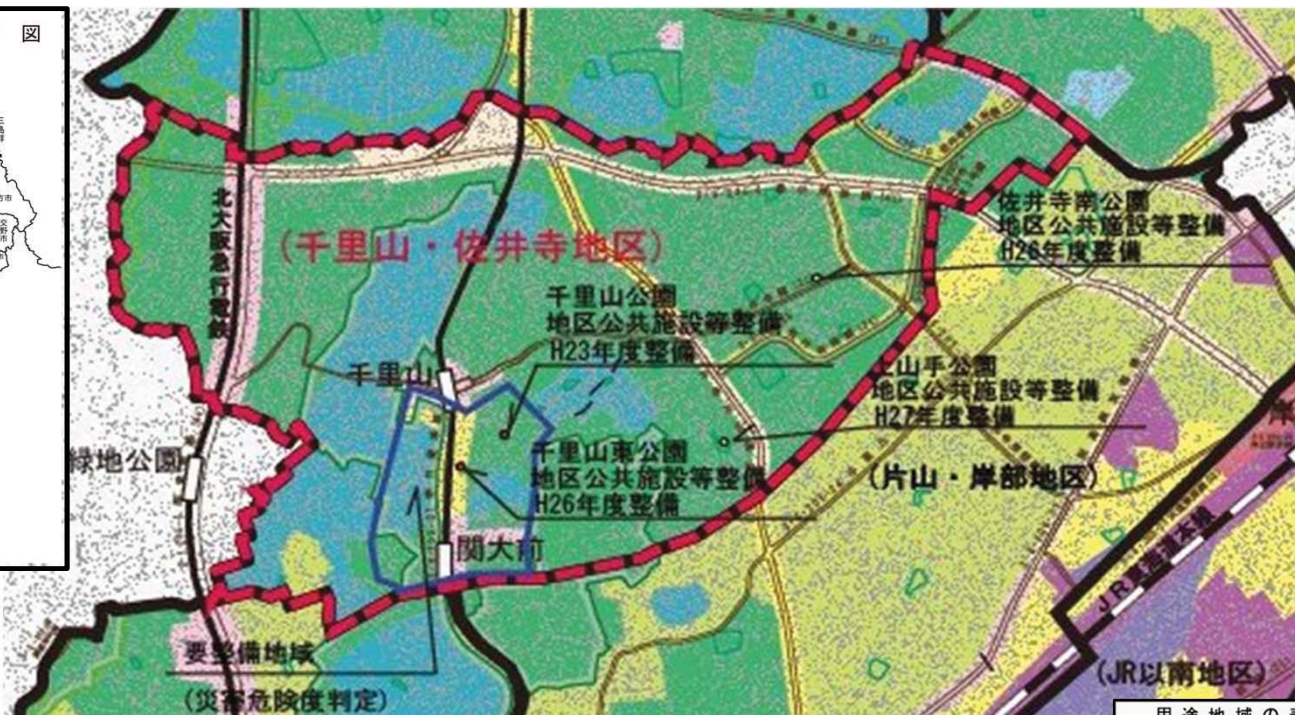 図
北大阪急行電鉄
(千里山・佐井寺地区)
佐井寺南公園
地区公共施設等整備
H26年度整備
千里山公園
地区公共施設等整備
H23年度整備
千里山
上山手公園
地区公共施設等整備
H27年度整備
緑地公園
千里山東公園
地区公共施設等整備
H26年度整備
(片山・岸部地区)
関大前
JR東海道本線
要整備地域
(災害危険度判定)
(JR以南地区)
用途地域の